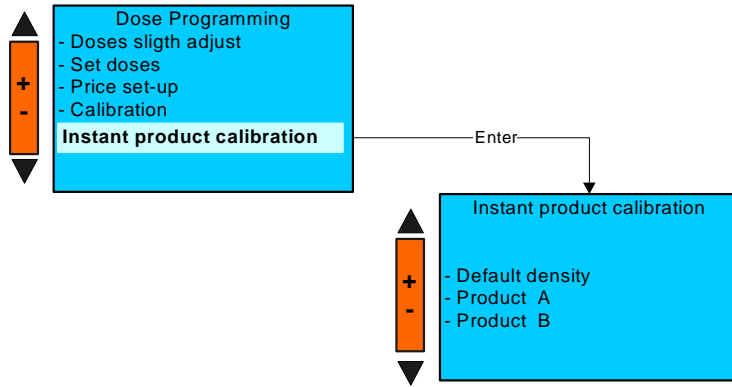 Dose Programming
- Doses sligth adjust
- Set doses
- Price set-up
- Calibration
Instant product calibration
+
-
Enter
Instant product calibration
- Default density
- Product A
- Product B
+
-